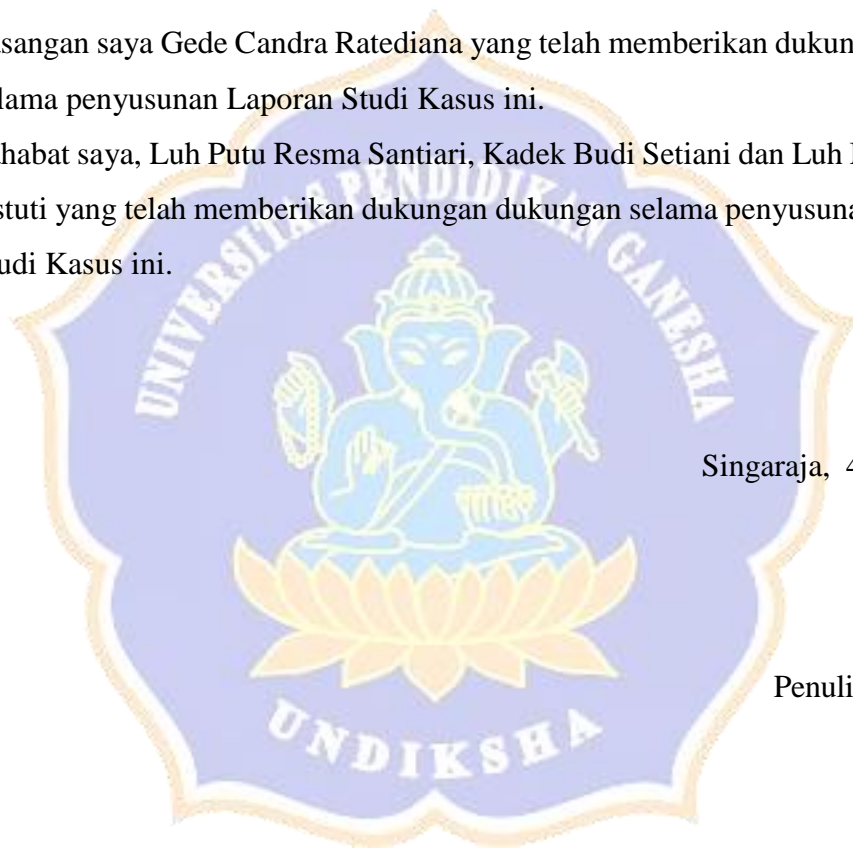 asangan saya Gede Candra Ratediana yang telah memberikan dukun
lama penyusunan Laporan Studi Kasus ini.
habat saya, Luh Putu Resma Santiari, Kadek Budi Setiani dan Luh
stuti yang telah memberikan dukungan dukungan selama penyusuna
udi Kasus ini.
UNIVERSITAS PENDIDIKAN GANESHA
Singaraja, 4
Penuli
UNDIKSHA